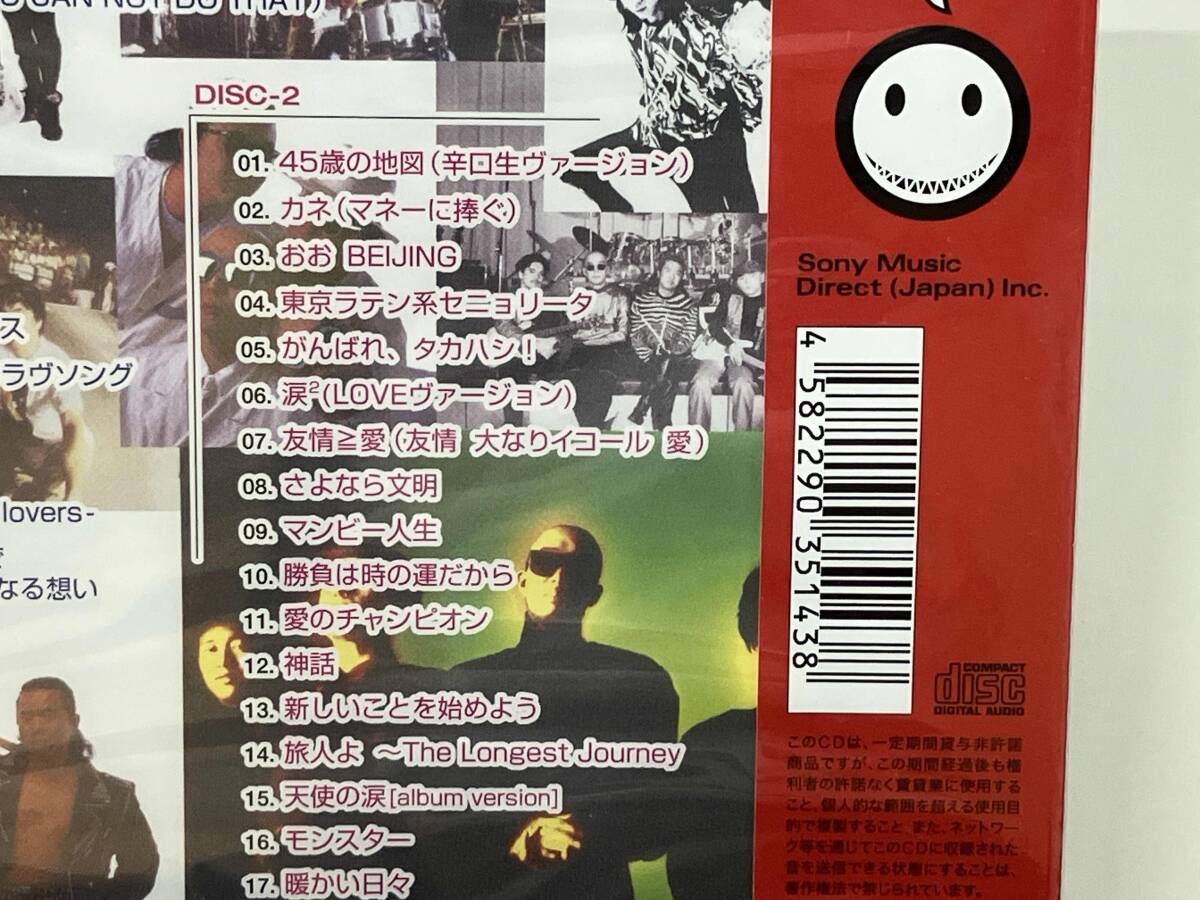 CAN NOT DO THAT)
DISC-2
01. 45歳の地図(辛口生ヴァージョン)
02. カネ(マネーに捧ぐ)
03. おお BEIJING
04. 東京ラテン系セニョリータ
05. がんばれ、タカハシ!
06. 涙²(LOVEヴァージョン)
07. 友情≧愛(友情 大なりイコール 愛)
08. さよなら文明
09. マンビー人生
10. 勝負は時の運だから
11. 愛のチャンピオン
12. 神話
13. 新しいことを始めよう
14. 旅人よ 〜The Longest Journey
15. 天使の涙[album version]
16. モンスター
17. 暖かい日々
ス
ラヴソング
lovers-
なる想い
Sony Music
Direct (Japan) Inc.
4 582290 351438
COMPACT
disc
DIGITAL AUDIO
このCDは、一定期間貸与非許諾
商品ですが、この期間経過後も権
利者の許諾なく賃貸業に使用する
こと、個人的な範囲を超える使用目
的で複製すること、また、ネットワー
ク等を通じてこのCDに収録された
音を送信できる状態にすることは、
著作権法で禁じられています。